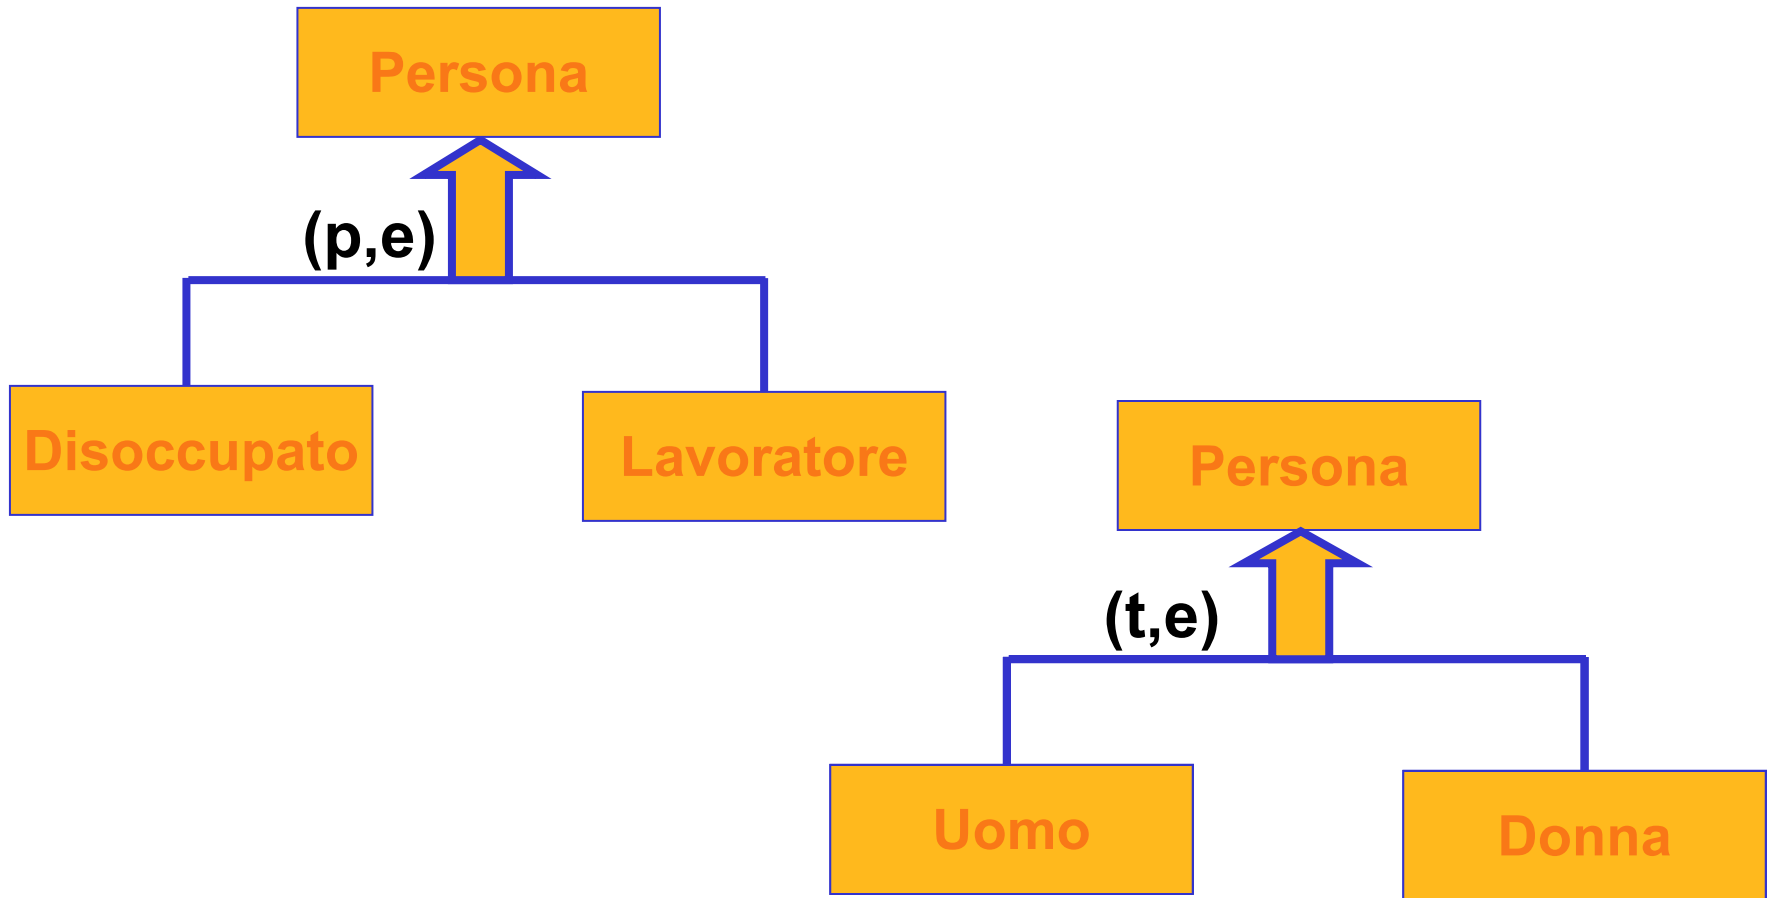 Persona
(p,e)
Disoccupato
Lavoratore
Persona
(t,e)
Uomo
Donna